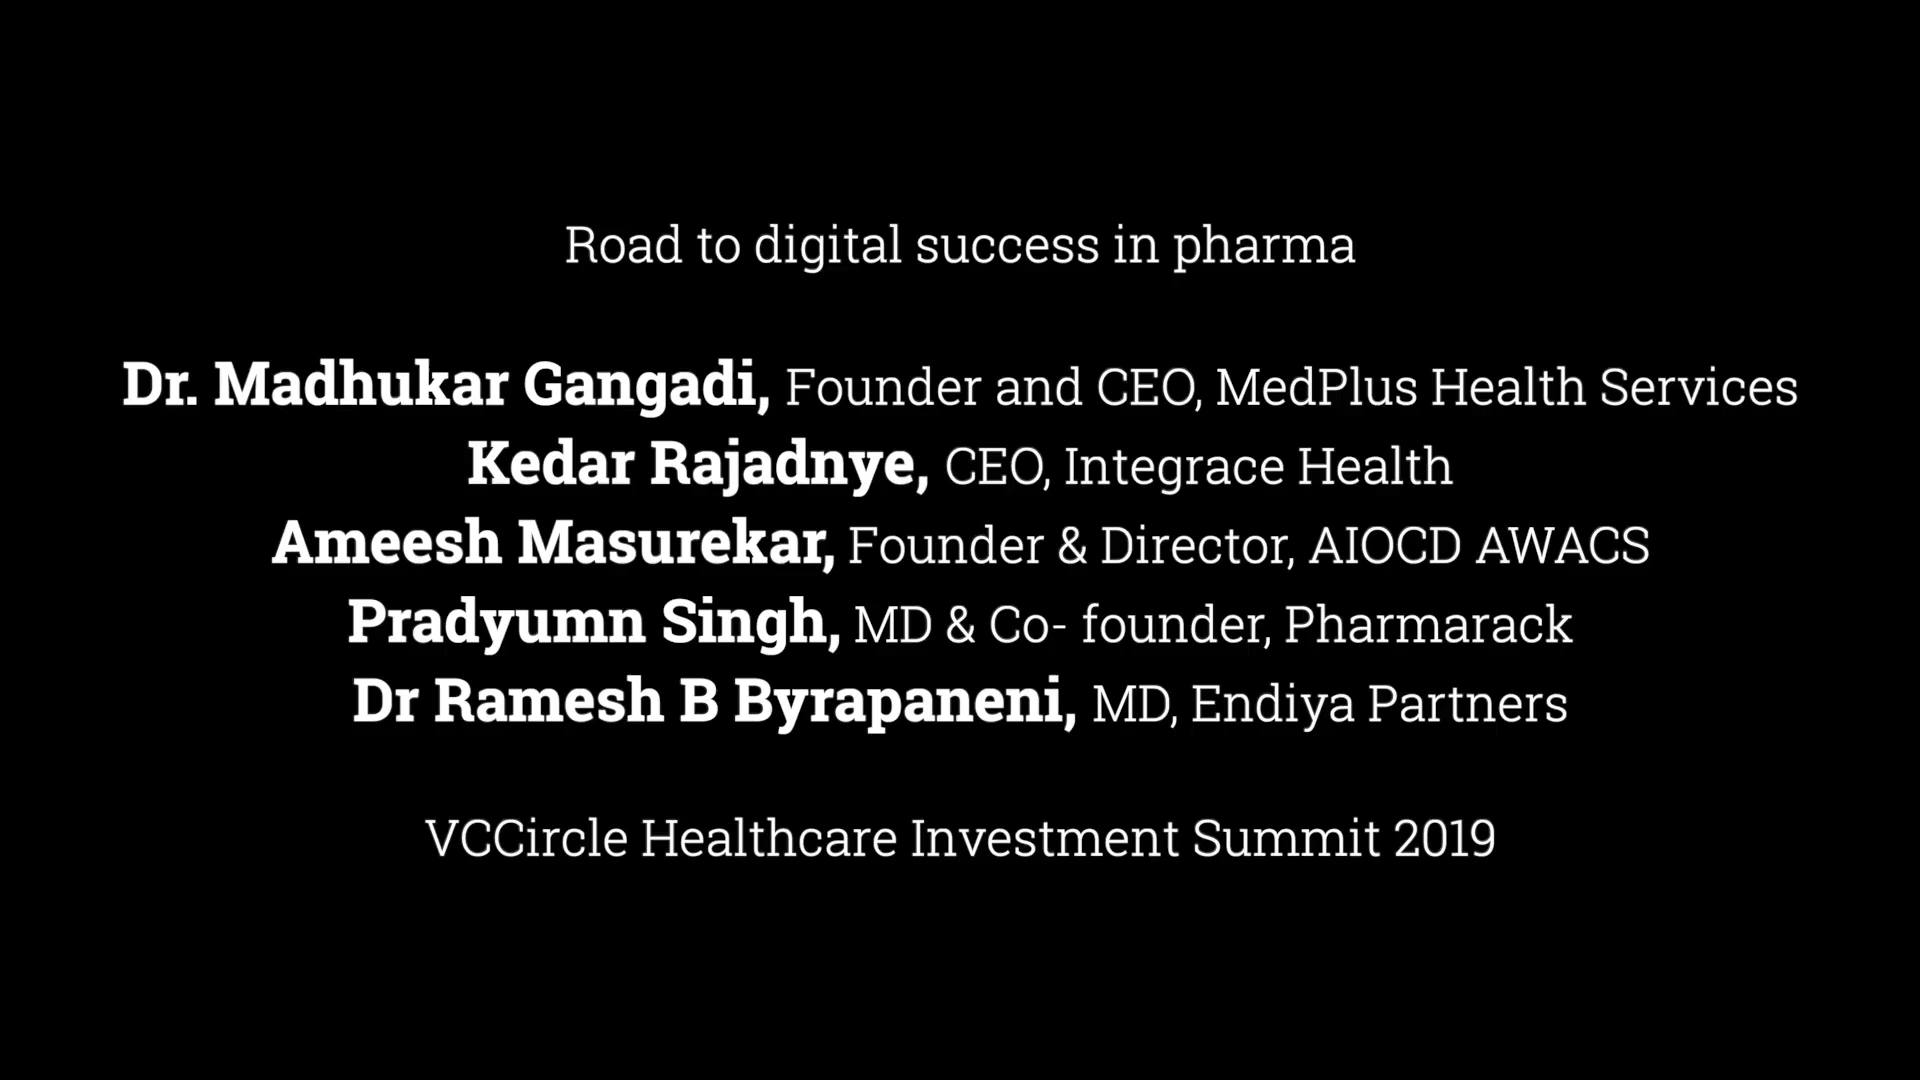 Road to digital success in pharma
Dr. Madhukar Gangadi, Founder and CEO, MedPlus Health Services
Kedar Rajadnye, CEO, Integrace Health
Ameesh Masurekar, Founder & Director, AIOCD AWACS
Pradyumn Singh, MD & Co- founder, Pharmarack
Dr Ramesh B Byrapaneni, MD, Endiya Partners
VCCircle Healthcare Investment Summit 2019